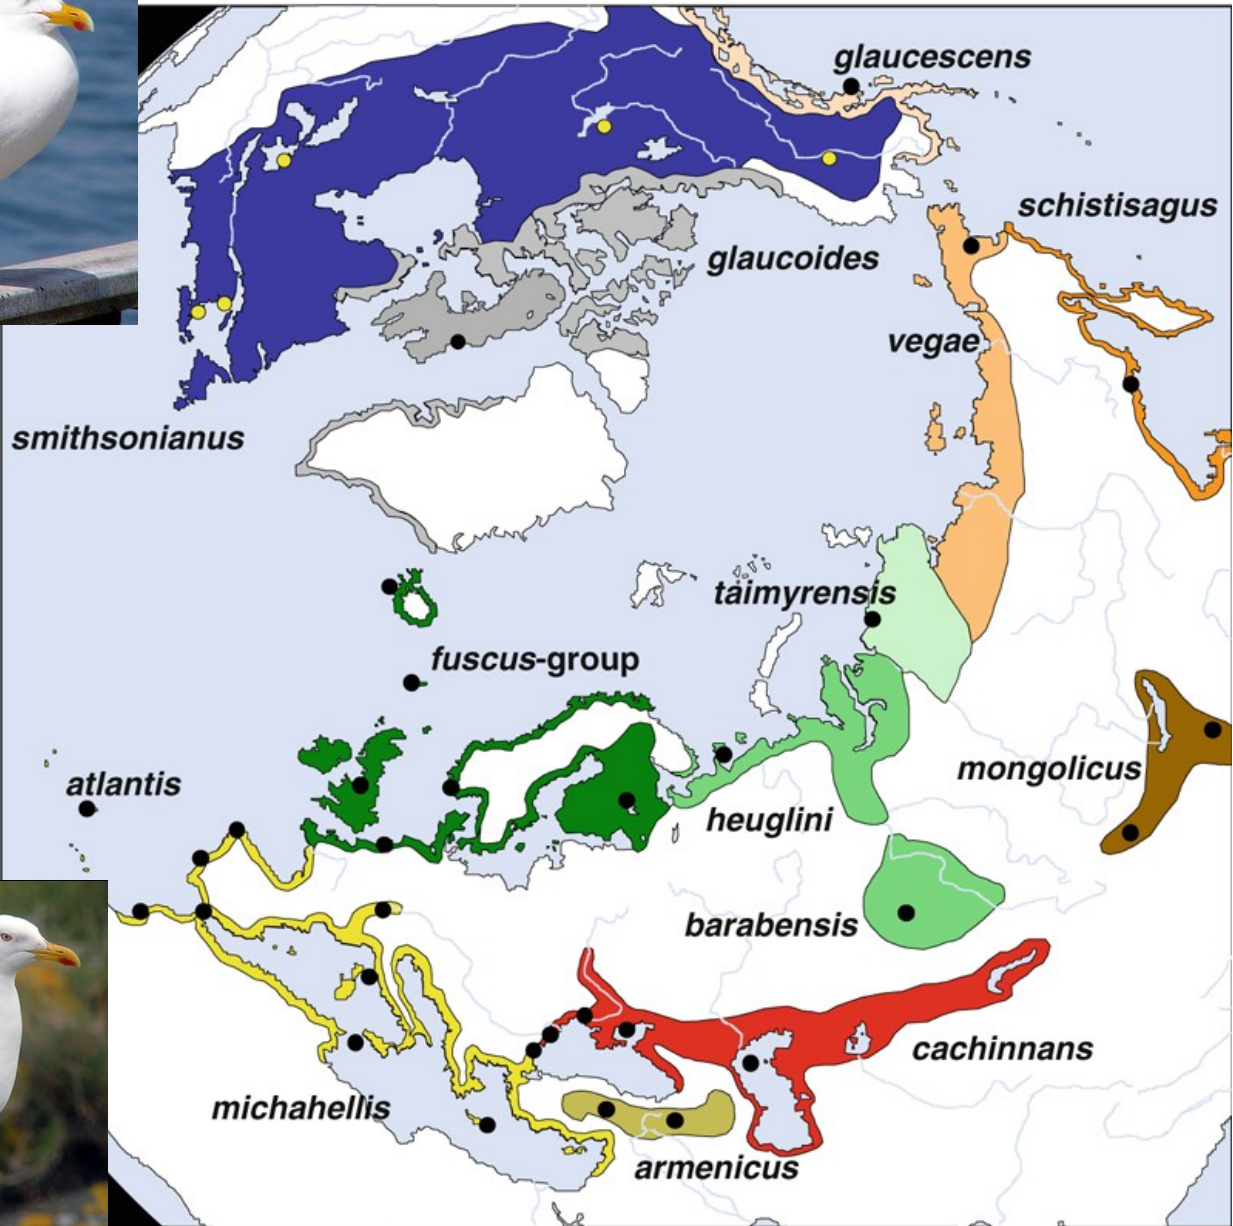 glaucescens
schistisagus
glaucoides
vegae
smithsonianus
taimyrensis
fuscus-group
atlantis
mongolicus
heuglini
barabensis
cachinnans
michahellis
armenicus